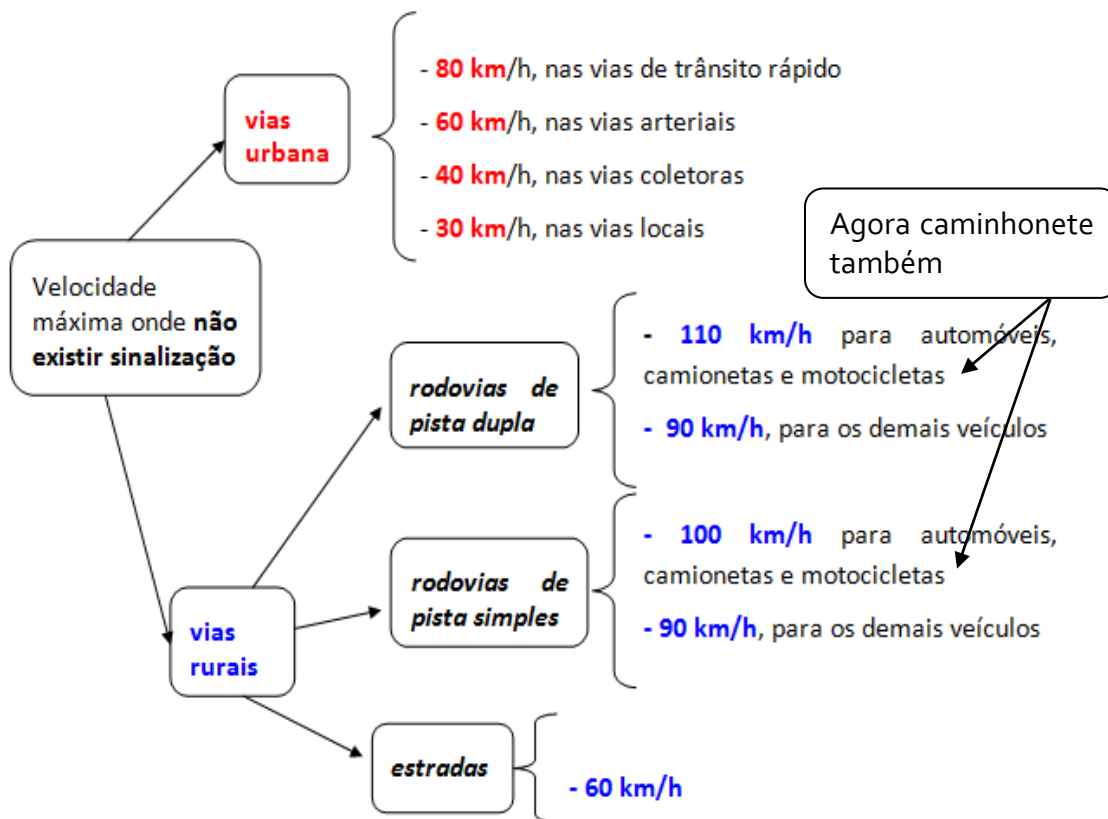 - 80 km/h, nas vias de trânsito rápido
- 60 km/h, nas vias arteriais
- 40 km/h, nas vias coletoras
- 30 km/h, nas vias locais
vias
urbana
Agora caminhonete
também
Velocidade
máxima onde não
existir sinalização
rodovias de
pista dupla
- 110 km/h para automóveis,
camionetas e motocicletas
- 90 km/h, para os demais veículos
rodovias de
pista simples
- 100 km/h para automóveis,
camionetas e motocicletas
- 90 km/h, para os demais veículos
vias
rurais
estradas
- 60 km/h